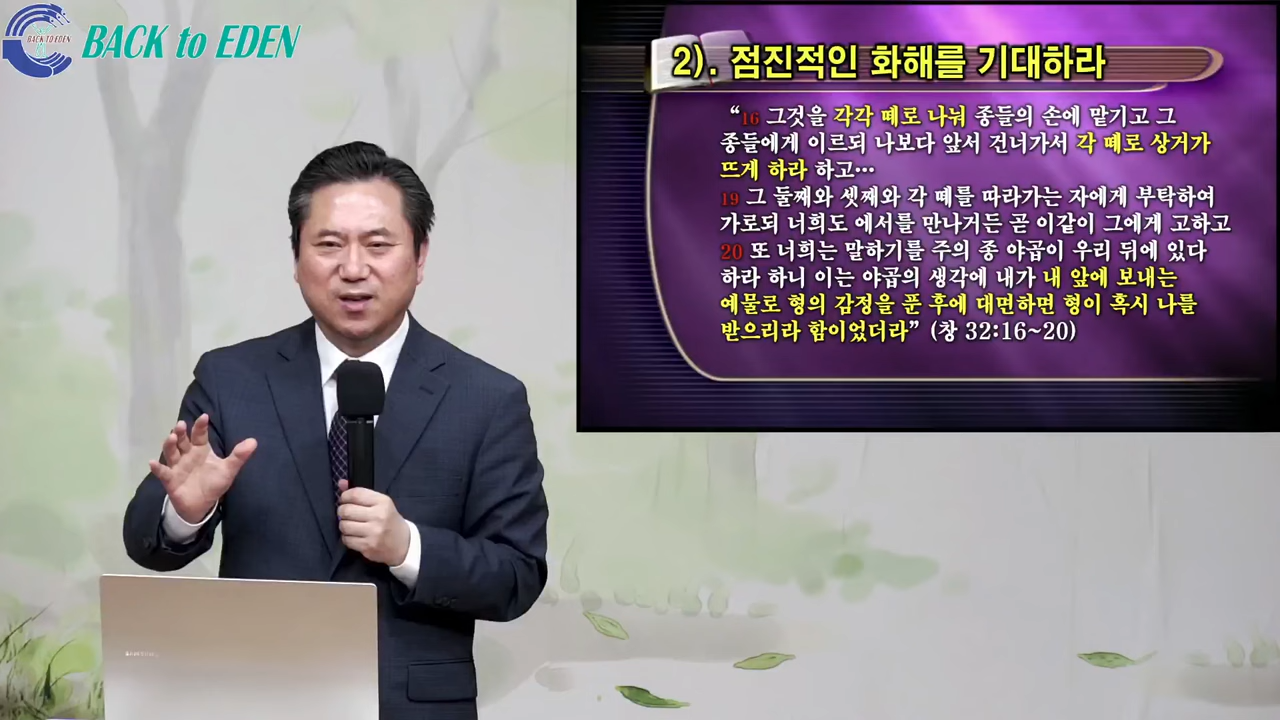 BACK TO EDEN
BACK to EDEN
2). 점진적인 화해를 기대하라
“16 그것을 각각 떼로 나눠 종들의 손에 맡기고 그
종들에게 이르되 나보다 앞서 건너가서 각 떼로 상거가
뜨게 하라 하고…
19 그 둘째와 셋째와 각 떼를 따라가는 자에게 부탁하여
가로되 너희도 에서를 만나거든 곧 이같이 그에게 고하고
20 또 너희는 말하기를 주의 종 야곱이 우리 뒤에 있다
하라 하니 이는 야곱의 생각에 내가 내 앞에 보내는
예물로 형의 감정을 푼 후에 대면하면 형이 혹시 나를
받으리라 함이었더라” (창 32:16~20)